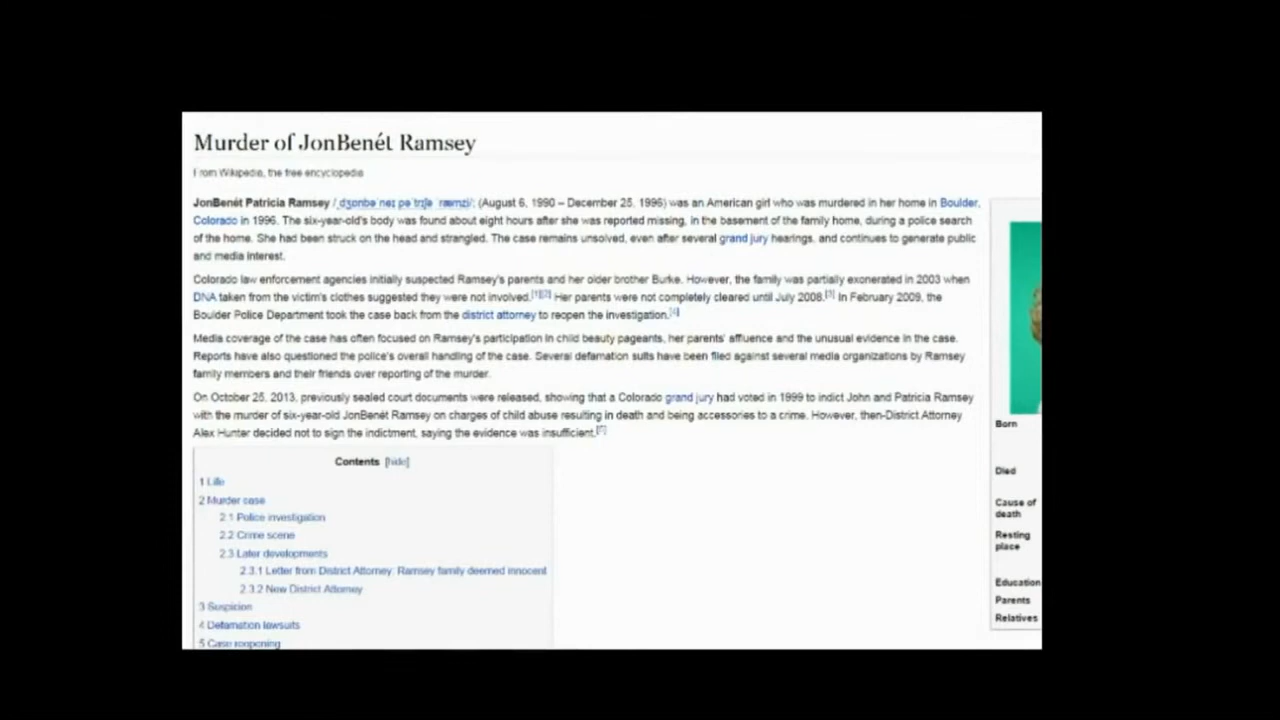 Murder of JonBenét Ramsey
From Wikipedia, the free encyclopedia
JonBenét Patricia Ramsey (August 6, 1990 – December 25, 1996) was an American girl who was murdered in her home in Boulder,
Colorado in 1996. The six-year-old's body was found about eight hours after she was reported missing, in the basement of the family home, during a police search
of the home. She had been struck on the head and strangled. The case remains unsolved, even after several grand jury hearings, and continues to generate public
and media interest.
Colorado law enforcement agencies initially suspected Ramsey's parents and her older brother Burke. However, the family was partially exonerated in 2003 when
DNA taken from the victim's clothes suggested they were not involved.[1][2] Her parents were not completely cleared until July 2008.[3] In February 2009, the
Boulder Police Department took the case back from the district attorney to reopen the investigation.[4]
Media coverage of the case has often focused on Ramsey's participation in child beauty pageants, her parents' affluence and the unusual evidence in the case.
Reports have also questioned the police's overall handling of the case. Several defamation suits have been filed against several media organizations by Ramsey
family members and their friends over reporting of the murder.
On October 25, 2013, previously sealed court documents were released, showing that a Colorado grand jury had voted in 1999 to indict John and Patricia Ramsey
with the murder of six-year-old JonBenét Ramsey on charges of child abuse resulting in death and being accessories to a crime. However, then-District Attorney
Alex Hunter decided not to sign the indictment, saying the evidence was insufficient.[5]
Born
Contents [hide]
1 Life
Died
2 Murder case
Cause of
death
2.1 Police investigation
2.2 Crime scene
Resting
place
2.3 Later developments
2.3.1 Letter from District Attorney: Ramsey family deemed innocent
Education
2.3.2 New District Attorney
Parents
3 Suspicion
Relatives
4 Defamation lawsuits
5 Case reopening